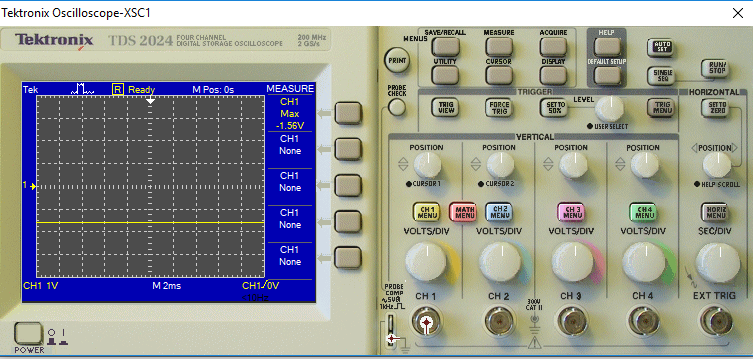 Tektronix Oscilloscope-XSC1
Tektronix TDS 2024 FOUR CHANNEL DIGITAL STORAGE OSCILLOSCOPE 200 MHz 2 GS/s
Tek R Ready M Pos: 0s MEASURE
CH1
Max
-1.56V
CH1
None
CH1
None
CH1
None
CH1
None
1
CH1 1V M 2ms CH1/0V
POWER
O I
MENUS
SAVE/RECALL MEASURE ACQUIRE HELP
AUTO SET
PRINT
UTILITY CURSOR DISPLAY DEFAULT SETUP
SINGLE SEQ
RUN/STOP
PROBE CHECK
TRIGGER HORIZONTAL
TRIG VIEW
FORCE TRIG
SET TO 50%
LEVEL
USER SELECT
TRIG MENU
SET TO ZERO
VERTICAL
POSITION POSITION POSITION POSITION POSITION
CURSOR 1 CURSOR 2 HELP SCROLL
CH 1 MENU
MATH MENU
CH 2 MENU
CH 3 MENU
CH 4 MENU
HORIZ MENU
VOLTS/DIV VOLTS/DIV VOLTS/DIV VOLTS/DIV SEC/DIV
PROBE COMP
~5V
1kHz
CH 1 CH 2 CH 3 CH 4 EXT TRIG
300V
CAT II